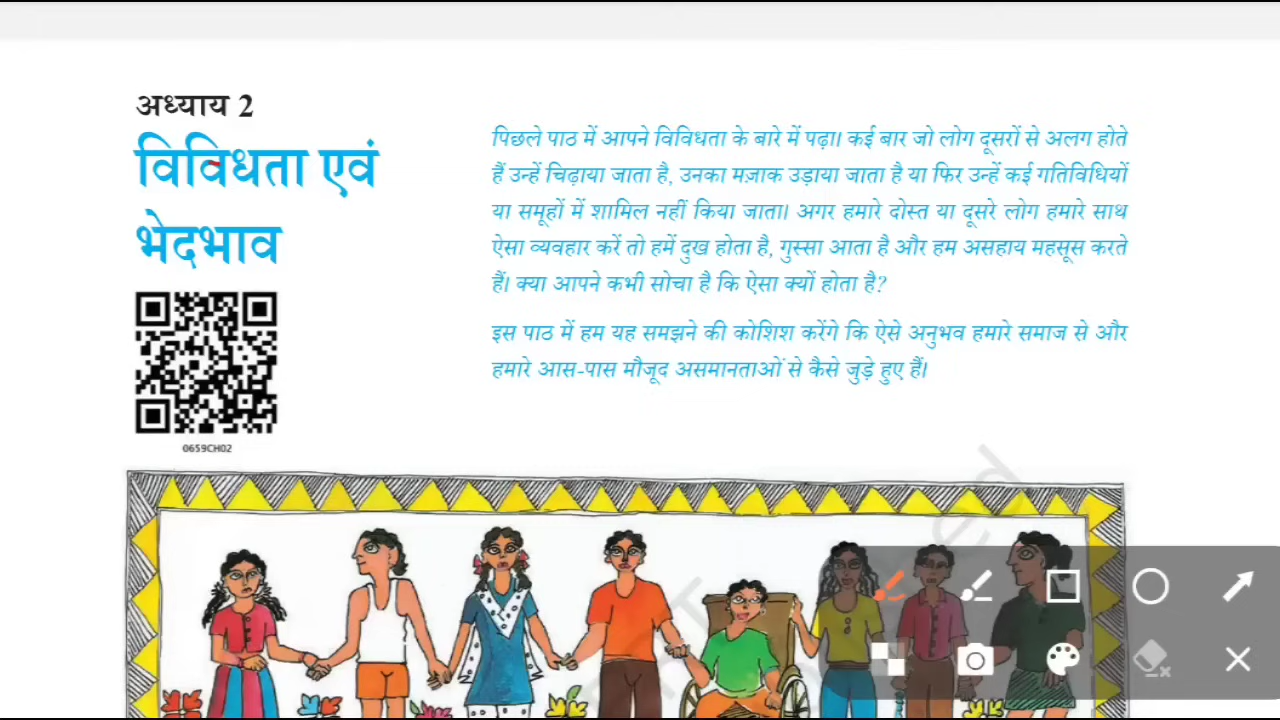 अध्याय 2
विविधता एवं
भेदभाव
0659CH02
पिछले पाठ में आपने विविधता के बारे में पढ़ा। कई बार जो लोग दूसरों से अलग होते
हैं उन्हें चिढ़ाया जाता है, उनका मज़ाक उड़ाया जाता है या फिर उन्हें कई गतिविधियों
या समूहों में शामिल नहीं किया जाता। अगर हमारे दोस्त या दूसरे लोग हमारे साथ
ऐसा व्यवहार करें तो हमें दुख होता है, गुस्सा आता है और हम असहाय महसूस करते
हैं। क्या आपने कभी सोचा है कि ऐसा क्यों होता है?
इस पाठ में हम यह समझने की कोशिश करेंगे कि ऐसे अनुभव हमारे समाज से और
हमारे आस-पास मौजूद असमानताओं से कैसे जुड़े हुए हैं।